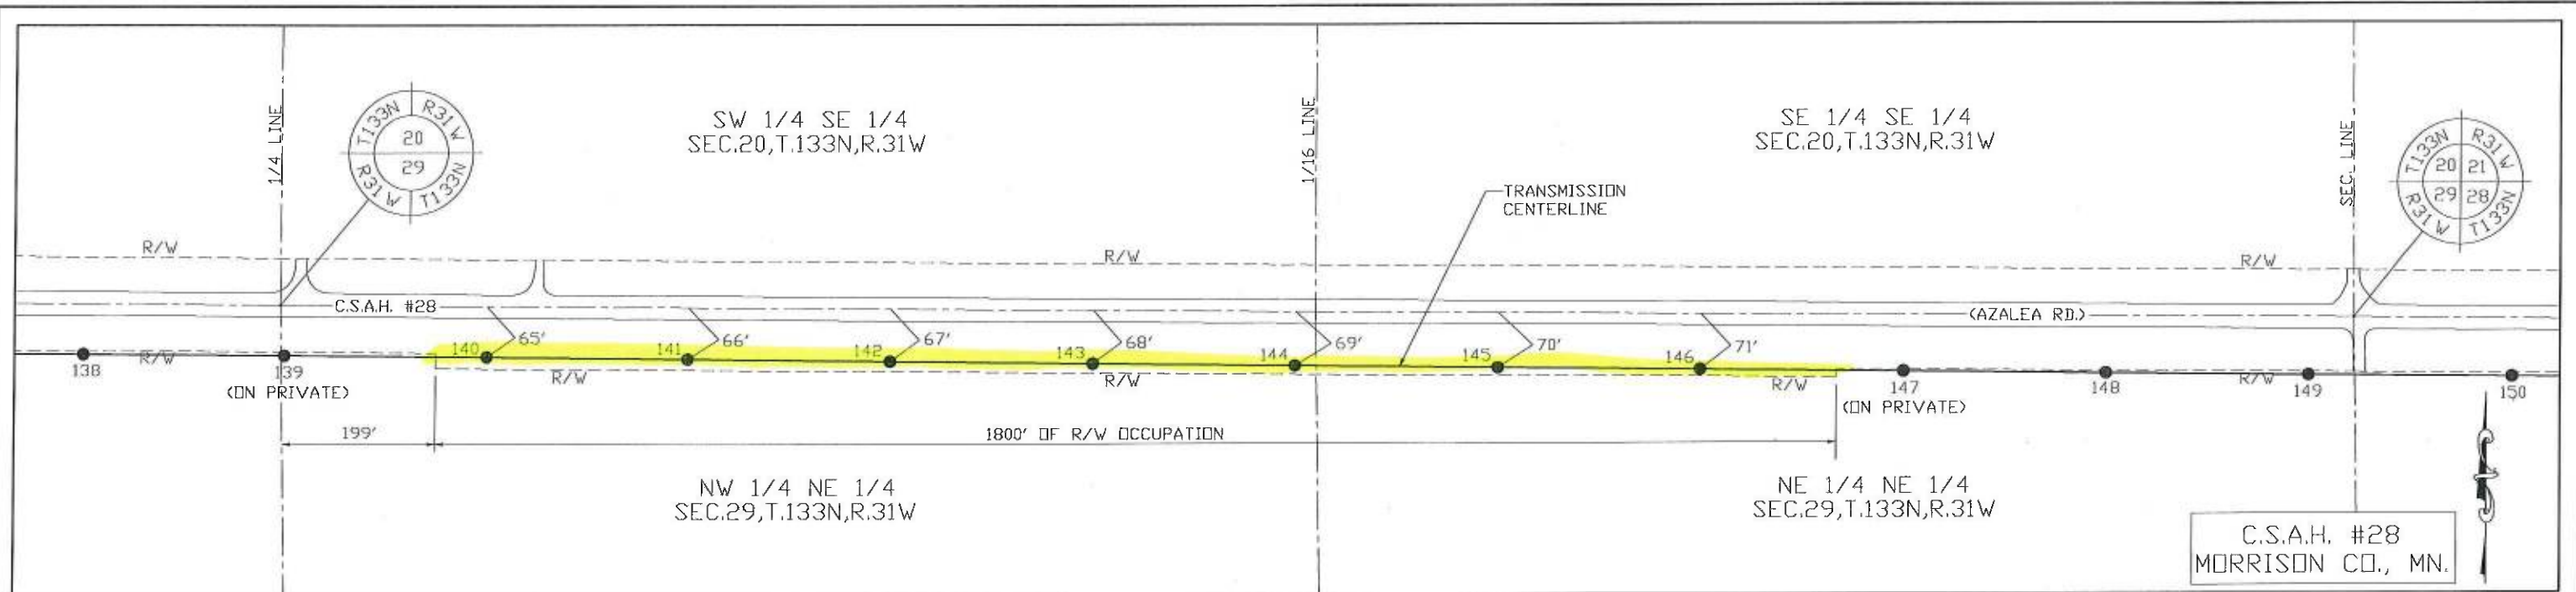 1/4 LINE
T133N R31W
20
29
R31W T133N
SW 1/4 SE 1/4
SEC.20,T.133N,R.31W
1/16 LINE
SE 1/4 SE 1/4
SEC.20,T.133N,R.31W
SEC. LINE
T133N R31W
20 21
29 28
R31W T133N
TRANSMISSION
CENTERLINE
R/W
R/W
R/W
C.S.A.H. #28
(AZALEA RD.)
140 65'
141 66'
142 67'
143 68'
144 69'
145 70'
146 71'
138
R/W
139
(ON PRIVATE)
R/W
R/W
R/W
147
(ON PRIVATE)
148
R/W
149
150
199'
1800' OF R/W OCCUPATION
NW 1/4 NE 1/4
SEC.29,T.133N,R.31W
NE 1/4 NE 1/4
SEC.29,T.133N,R.31W
C.S.A.H. #28
MORRISON CO., MN.